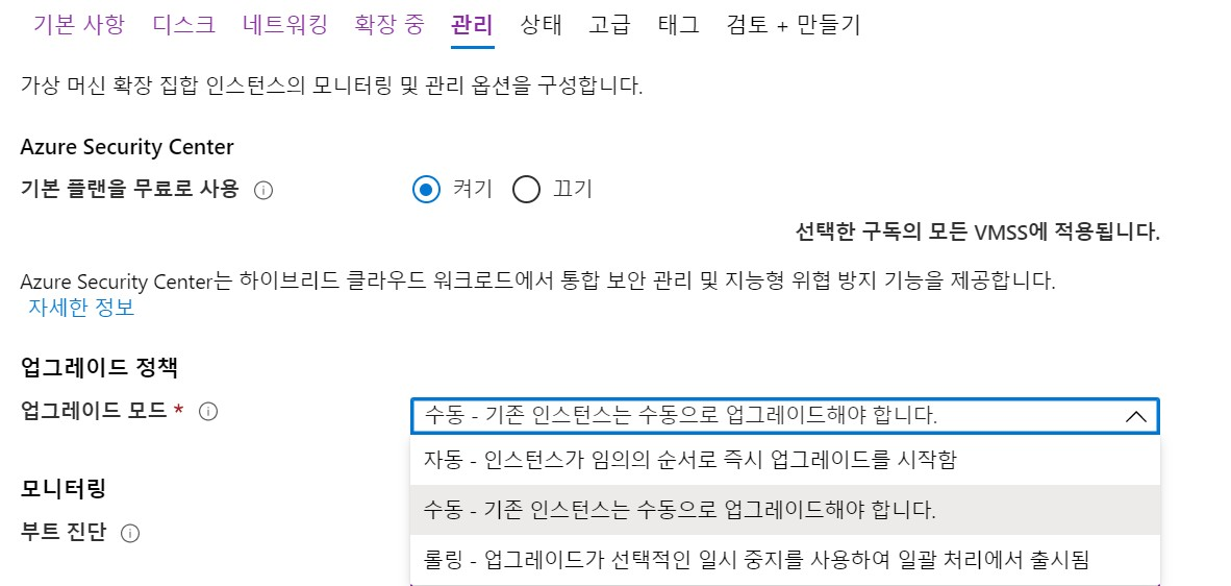 기본 사항 디스크 네트워킹 확장 중 관리 상태 고급 태그 검토 + 만들기
가상 머신 확장 집합 인스턴스의 모니터링 및 관리 옵션을 구성합니다.
Azure Security Center
기본 플랜을 무료로 사용 켜기 끄기
선택한 구독의 모든 VMSS에 적용됩니다.
Azure Security Center는 하이브리드 클라우드 워크로드에서 통합 보안 관리 및 지능형 위협 방지 기능을 제공합니다.
자세한 정보
업그레이드 정책
업그레이드 모드 * 수동 - 기존 인스턴스는 수동으로 업그레이드해야 합니다.
자동 - 인스턴스가 임의의 순서로 즉시 업그레이드를 시작함
모니터링
수동 - 기존 인스턴스는 수동으로 업그레이드해야 합니다.
부트 진단
롤링 - 업그레이드가 선택적인 일시 중지를 사용하여 일괄 처리에서 출시됨